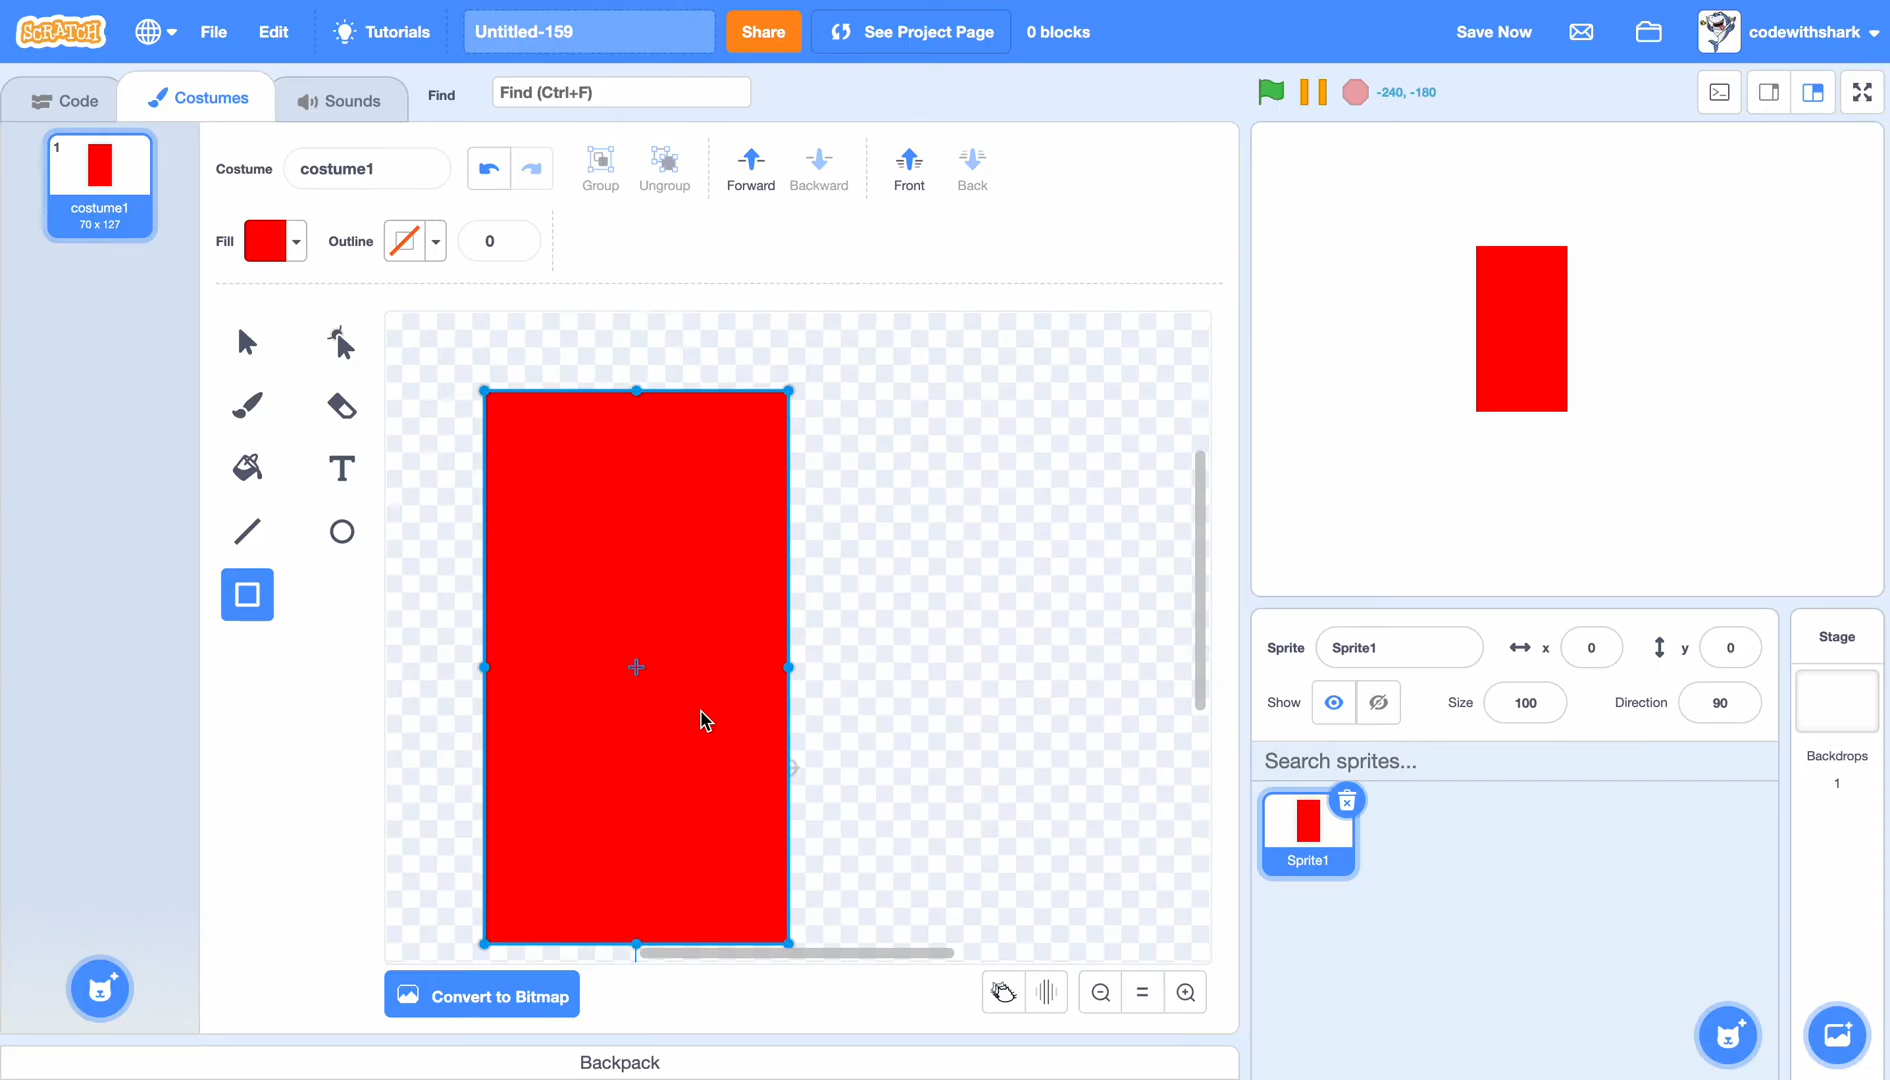 SCRATCH
File
Edit
Tutorials
Untitled-159
Share
See Project Page
0 blocks
Save Now
codewithshark
Code
Costumes
Sounds
Find
Find (Ctrl+F)
-240, -180
1
costume1
70 x 127
Costume
costume1
Group
Ungroup
Forward
Backward
Front
Back
Fill
Outline
0
Convert to Bitmap
Backpack
Sprite
Sprite1
x
0
y
0
Show
Size
100
Direction
90
Search sprites...
Sprite1
Stage
Backdrops
1